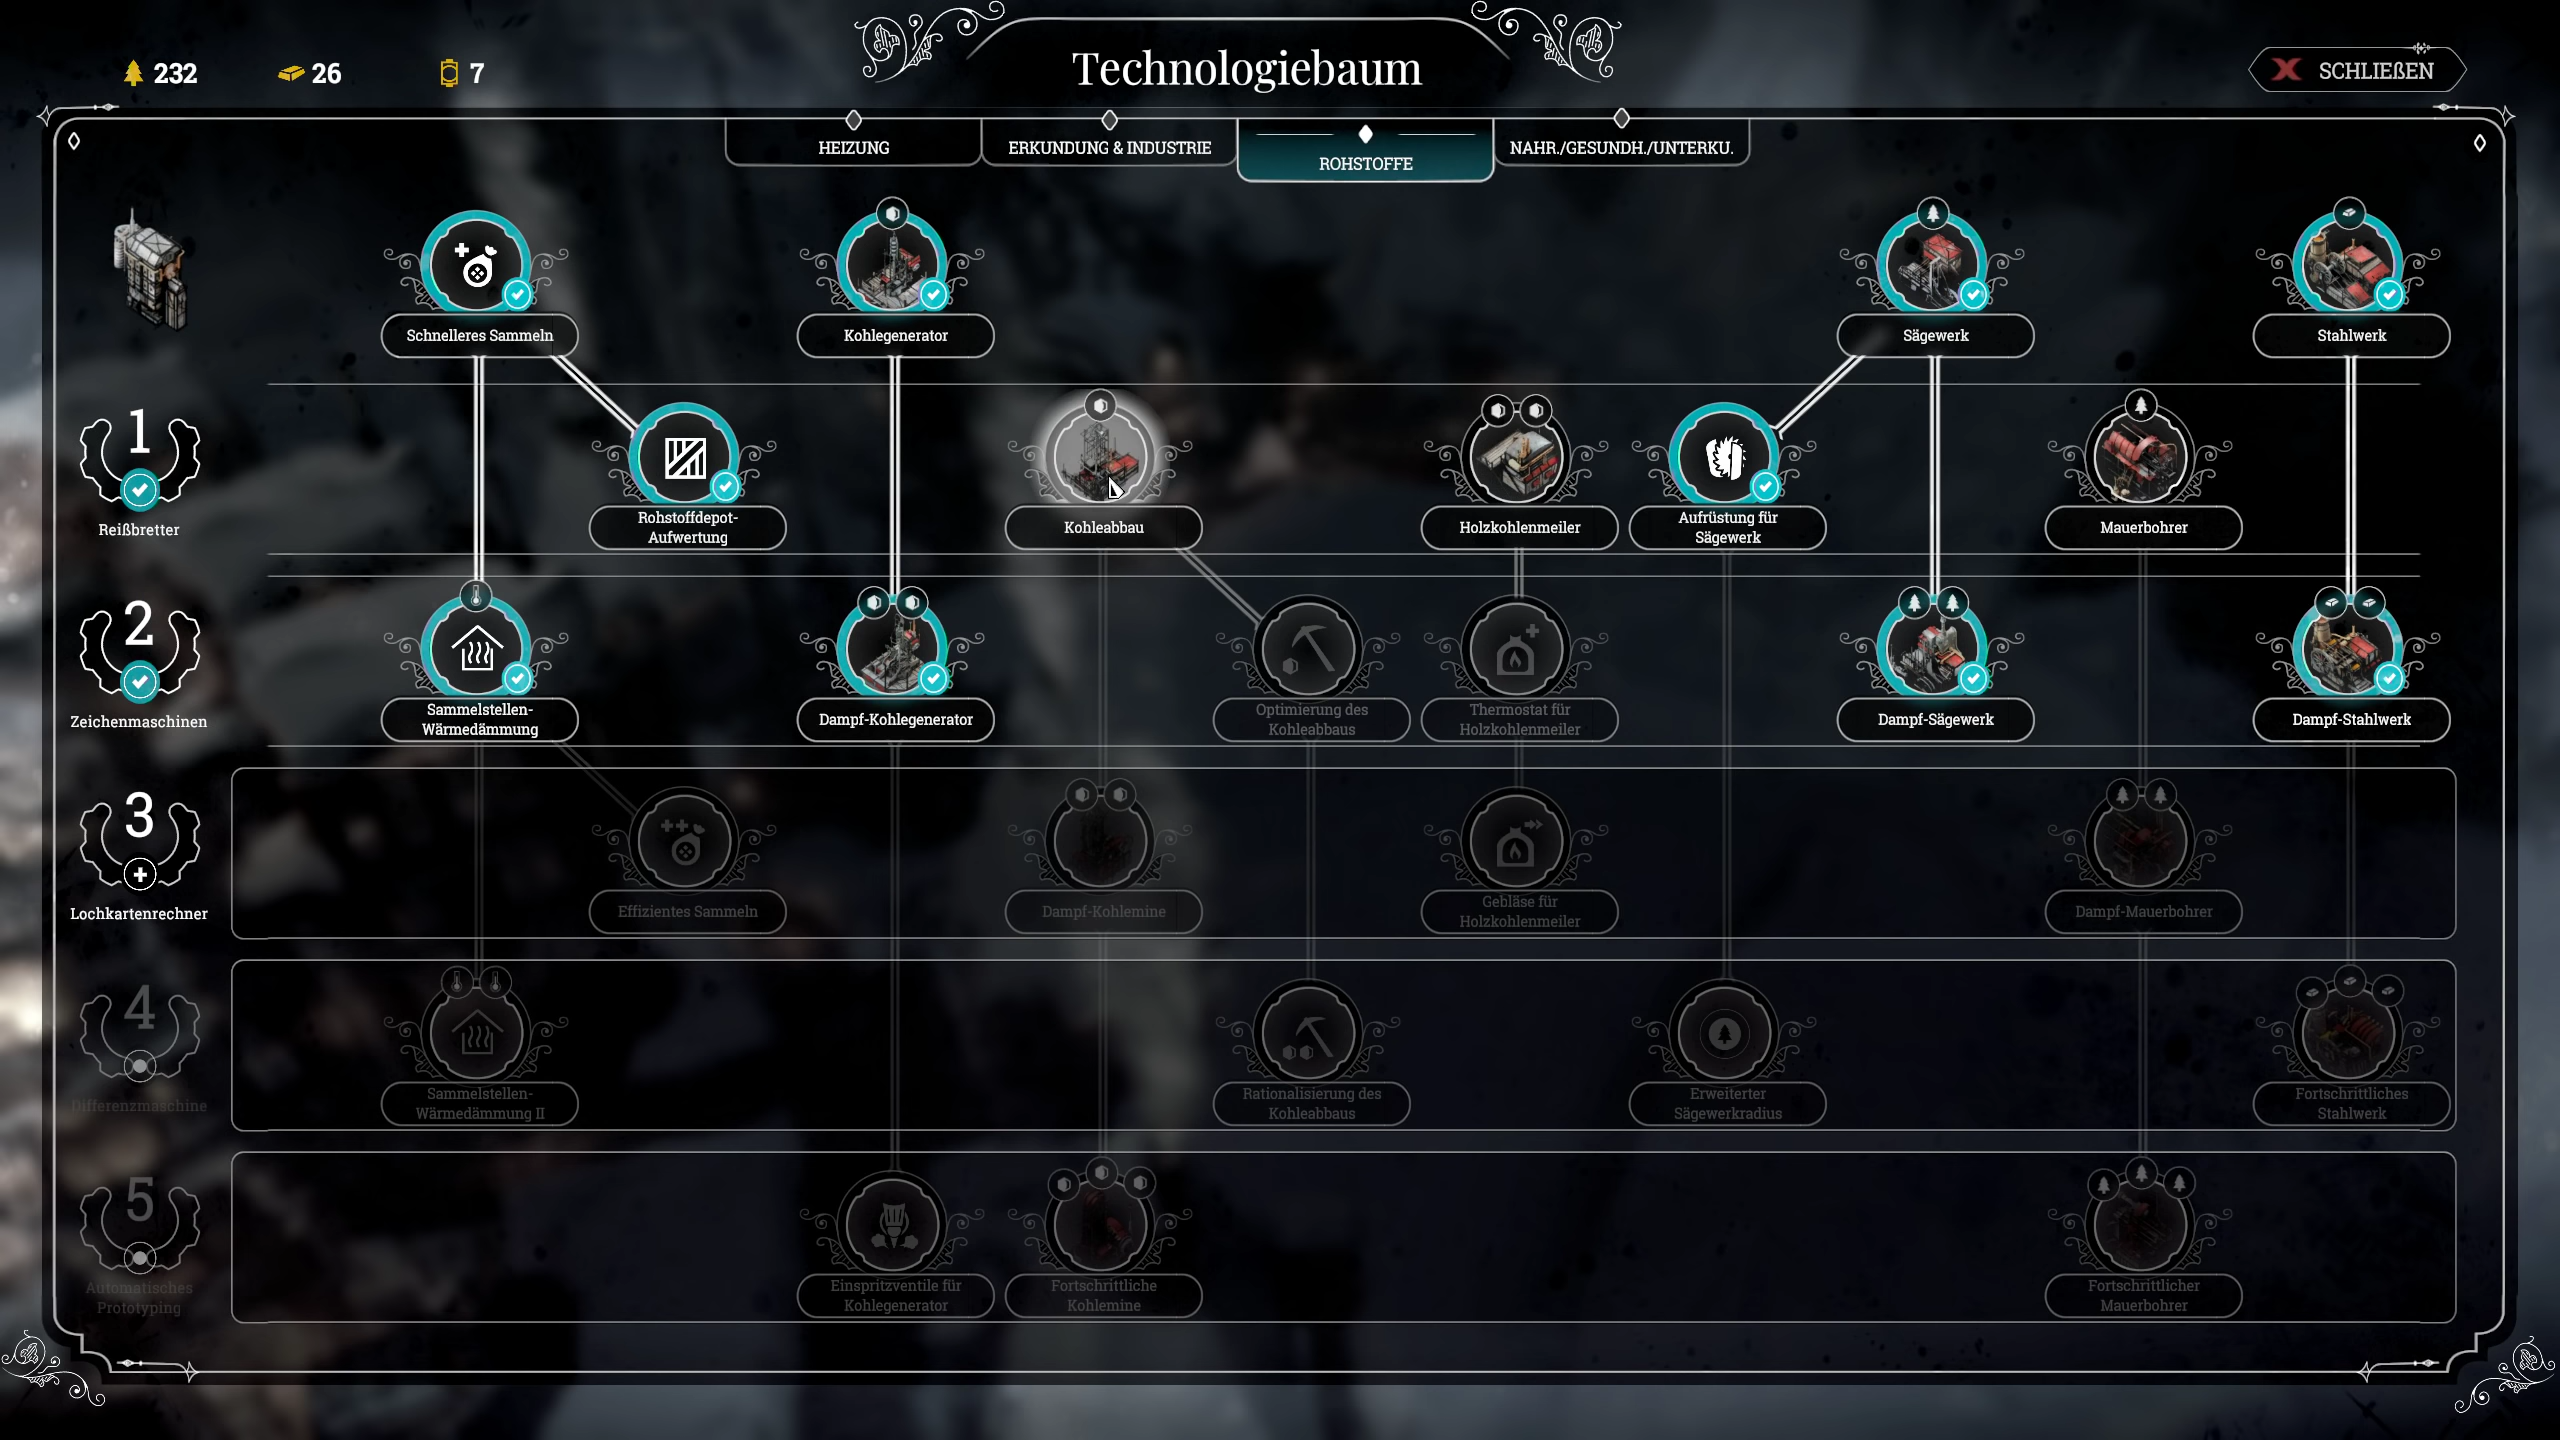 232 26 7
Technologiebaum
SCHLIEßEN
HEIZUNG
ERKUNDUNG & INDUSTRIE
ROHSTOFFE
NAHR./GESUNDH./UNTERKU.
Schnelleres Sammeln
Kohlegenerator
Sägewerk
Stahlwerk
1
Reißbretter
Rohstoffdepot-
Aufwertung
Kohleabbau
Holzkohlenmeiler
Aufrüstung für
Sägewerk
Mauerbohrer
2
Zeichenmaschinen
Sammelstellen-
Wärmedämmung
Dampf-Kohlegenerator
Optimierung des
Kohleabbaus
Thermostat für
Holzkohlenmeiler
Dampf-Sägewerk
Dampf-Stahlwerk
3
Lochkartenrechner
Effizientes Sammeln
Dampf-Kohlemine
Gebläse für
Holzkohlenmeiler
Dampf-Mauerbohrer
4
Differenzmaschine
Sammelstellen-
Wärmedämmung II
Rationalisierung des
Kohleabbaus
Erweiterter
Sägewerkradius
Fortschrittliches
Stahlwerk
5
Automatisches
Prototyping
Einspritzventile für
Kohlegenerator
Fortschrittliche
Kohlemine
Fortschrittlicher
Mauerbohrer